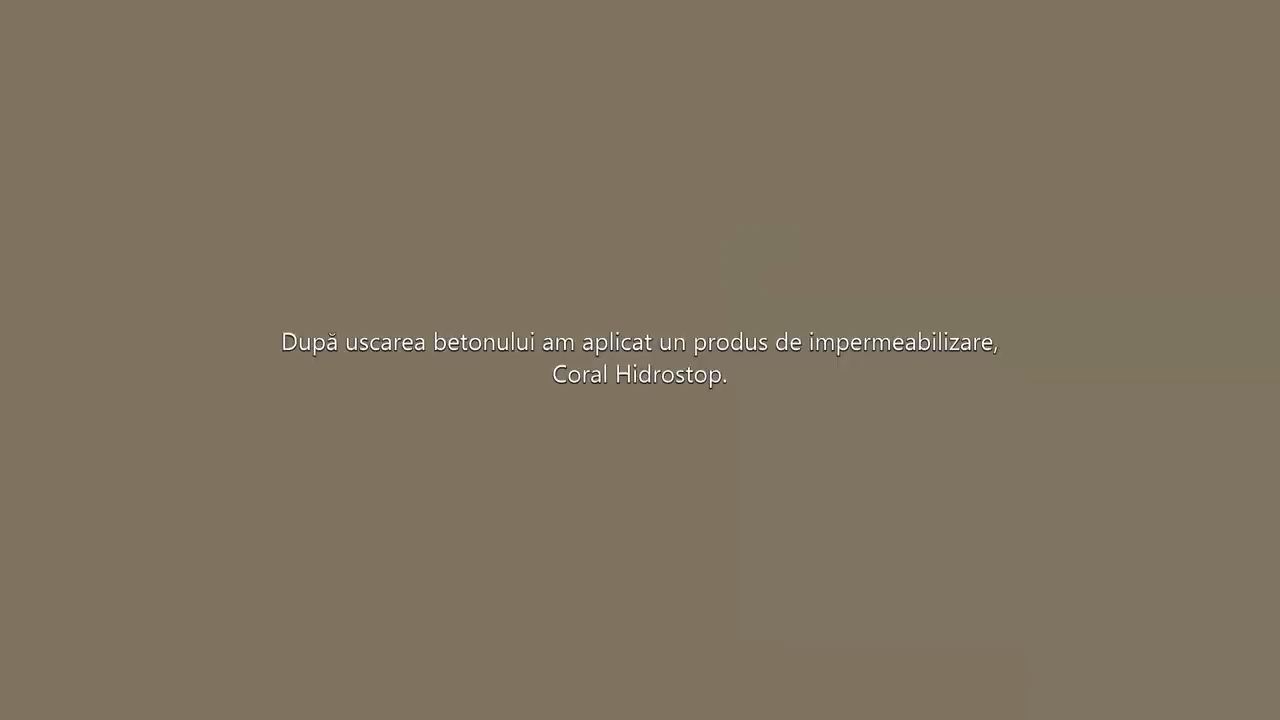 După uscarea betonului am aplicat un produs de impermeabilizare,
Coral Hidrostop.